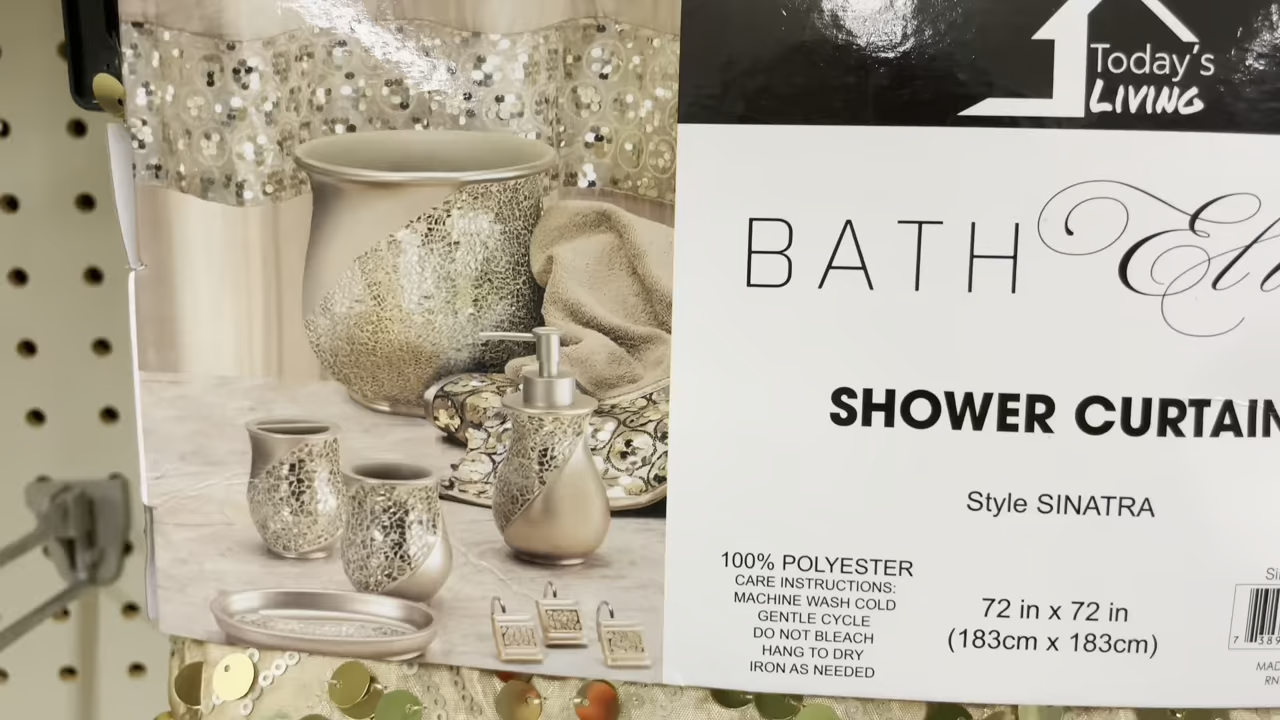 Today's
LIVING
BATH
SHOWER CURTAIN
Style SINATRA
100% POLYESTER
CARE INSTRUCTIONS:
MACHINE WASH COLD
GENTLE CYCLE
DO NOT BLEACH
HANG TO DRY
IRON AS NEEDED
72 in x 72 in
(183cm x 183cm)